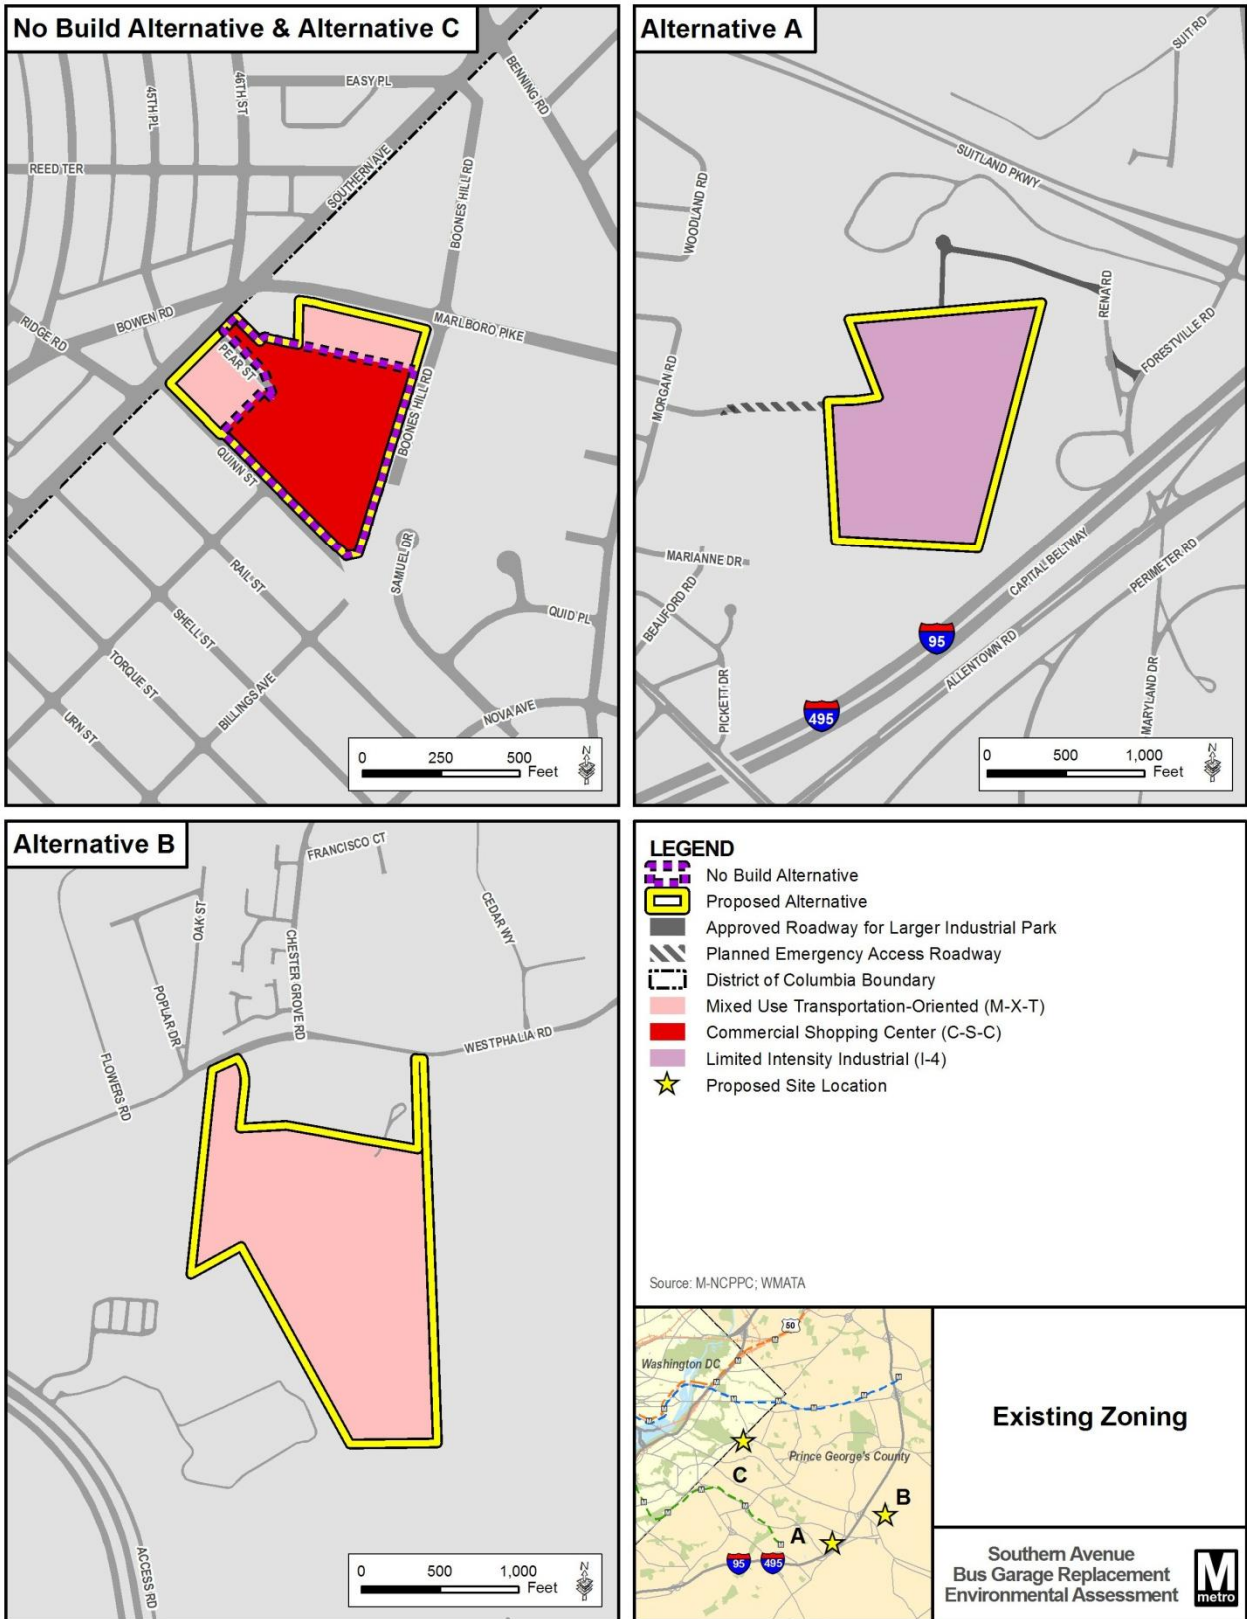 No Build Alternative & Alternative C
EASY PL
BENNING RD
45TH PL
46TH ST
REED TER
SOUTHERN AVE
BOONES HILL RD
BOWEN RD
RIDGE RD
MARLBORO PIKE
PEAR ST
BOONES HILL RD
QUINN ST
RAIL ST
SAMUEL DR
SHELL ST
QUID PL
TORQUE ST
BILLINGS AVE
NOVA AVE
URN ST
0 250 500
Feet
N
Alternative A
SUIT RD
SUITLAND PKWY
WOODLAND RD
RENA RD
FORESTVILLE RD
MORGAN RD
MARIANNE DR
CAPITAL BELTWAY
PERIMETER RD
BEAUFORD RD
95
ALLENTOWN RD
PICKETT DR
495
MARYLAND DR
0 500 1,000
Feet
N
Alternative B
FRANCISCO CT
OAK ST
CEDAR WY
CHESTER GROVE RD
POPLAR DR
WESTPHALIA RD
FLOWERS RD
ACCESS RD
0 500 1,000
Feet
N
LEGEND
No Build Alternative
Proposed Alternative
Approved Roadway for Larger Industrial Park
Planned Emergency Access Roadway
District of Columbia Boundary
Mixed Use Transportation-Oriented (M-X-T)
Commercial Shopping Center (C-S-C)
Limited Intensity Industrial (I-4)
Proposed Site Location
Source: M-NCPPC; WMATA
50
Washington DC
Prince George's County
C
B
A
95 495
Existing Zoning
Southern Avenue
Bus Garage Replacement
Environmental Assessment
M
metro